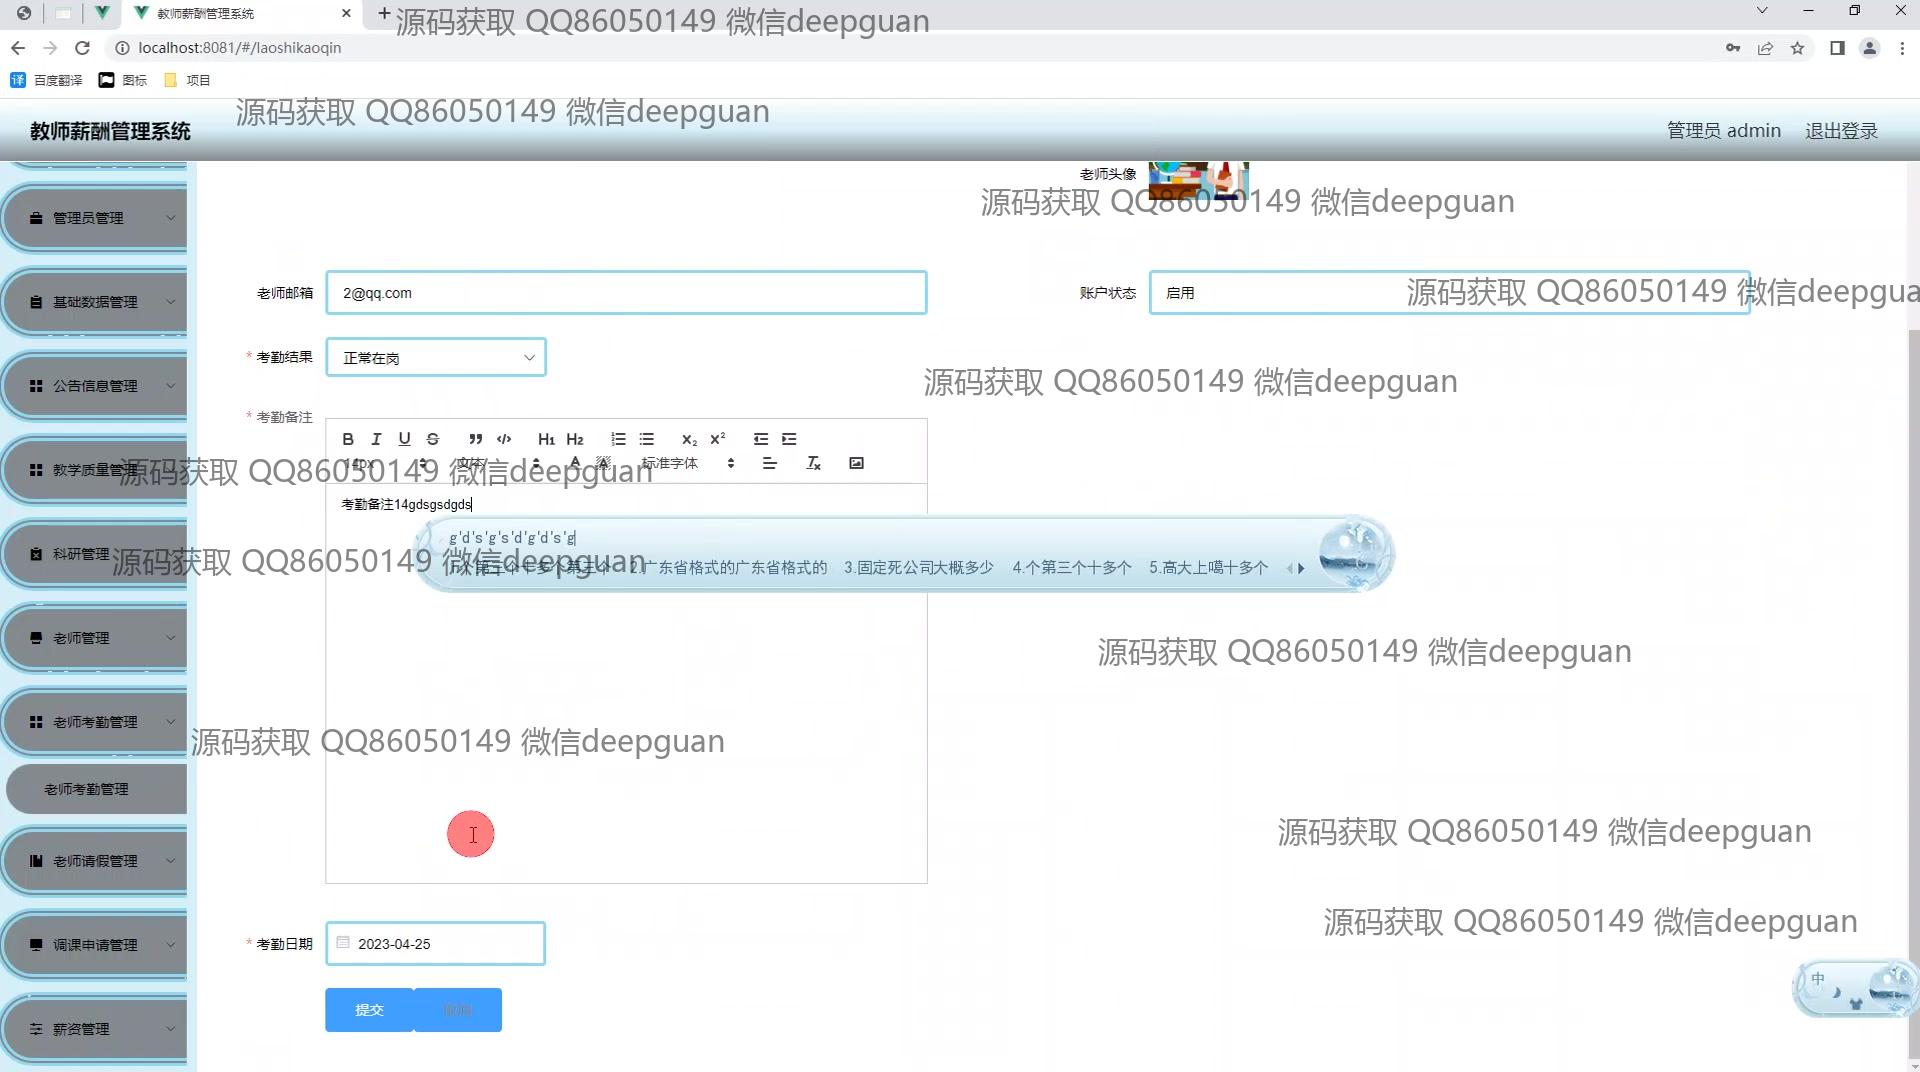 教师薪酬管理系统
源码获取 QQ86050149 微信deepguan
localhost:8081/#/laoshikaoqin
百度翻译 图标 项目
教师薪酬管理系统
源码获取 QQ86050149 微信deepguan
管理员 admin 退出登录
老师头像
源码获取 QQ86050149 微信deepguan
管理员管理
基础数据管理
老师邮箱 2@qq.com
账户状态 启用
源码获取 QQ86050149 微信deepgua
* 考勤结果 正常在岗
公告信息管理
源码获取 QQ86050149 微信deepguan
* 考勤备注
B I U S H1 H2 X2 X2
14px 文本 标准字体
教学质量管理
源码获取 QQ86050149 微信deepguan
考勤备注14gdsgsdgds
g'd's'g's'd'g'd's'g
2.广东省格式的广东省格式的 3.固定死公司大概多少 4.个第三个十多个 5.高大上噶十多个
科研管理
源码获取 QQ86050149 微信deepguan
老师管理
源码获取 QQ86050149 微信deepguan
老师考勤管理
源码获取 QQ86050149 微信deepguan
老师考勤管理
源码获取 QQ86050149 微信deepguan
老师请假管理
源码获取 QQ86050149 微信deepguan
调课申请管理
* 考勤日期 2023-04-25
中
提交 取消
薪资管理